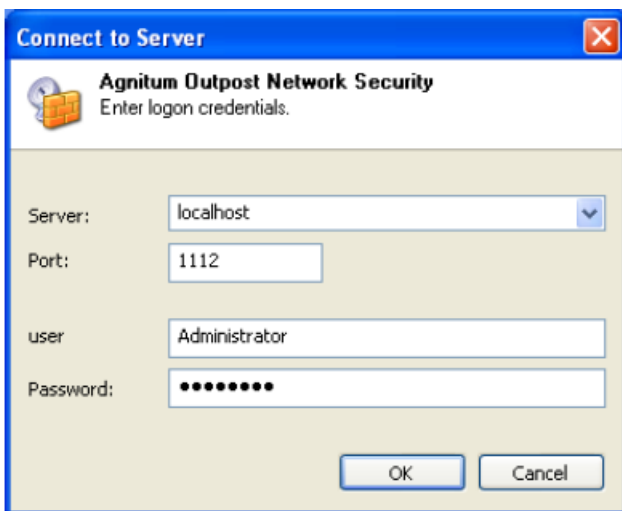 Connect to Server
Agnitum Outpost Network Security
Enter logon credentials.
Server: localhost
Port: 1112
user Administrator
Password: ●●●●●●●●
OK Cancel